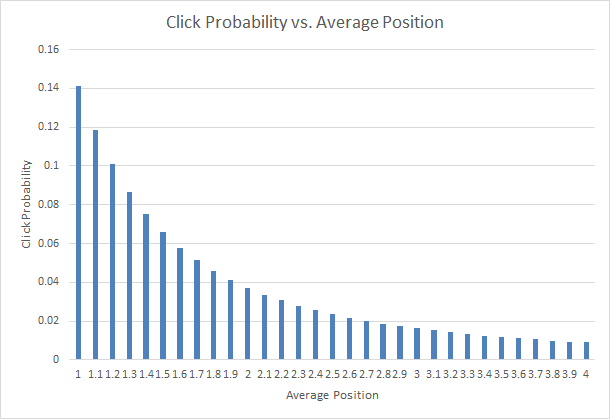 Click Probability vs. Average Position
0.16
0.14
0.12
0.1
0.08
0.06
0.04
0.02
0
Click Probability
1 1.1 1.2 1.3 1.4 1.5 1.6 1.7 1.8 1.9 2 2.1 2.2 2.3 2.4 2.5 2.6 2.7 2.8 2.9 3 3.1 3.2 3.3 3.4 3.5 3.6 3.7 3.8 3.9 4
Average Position